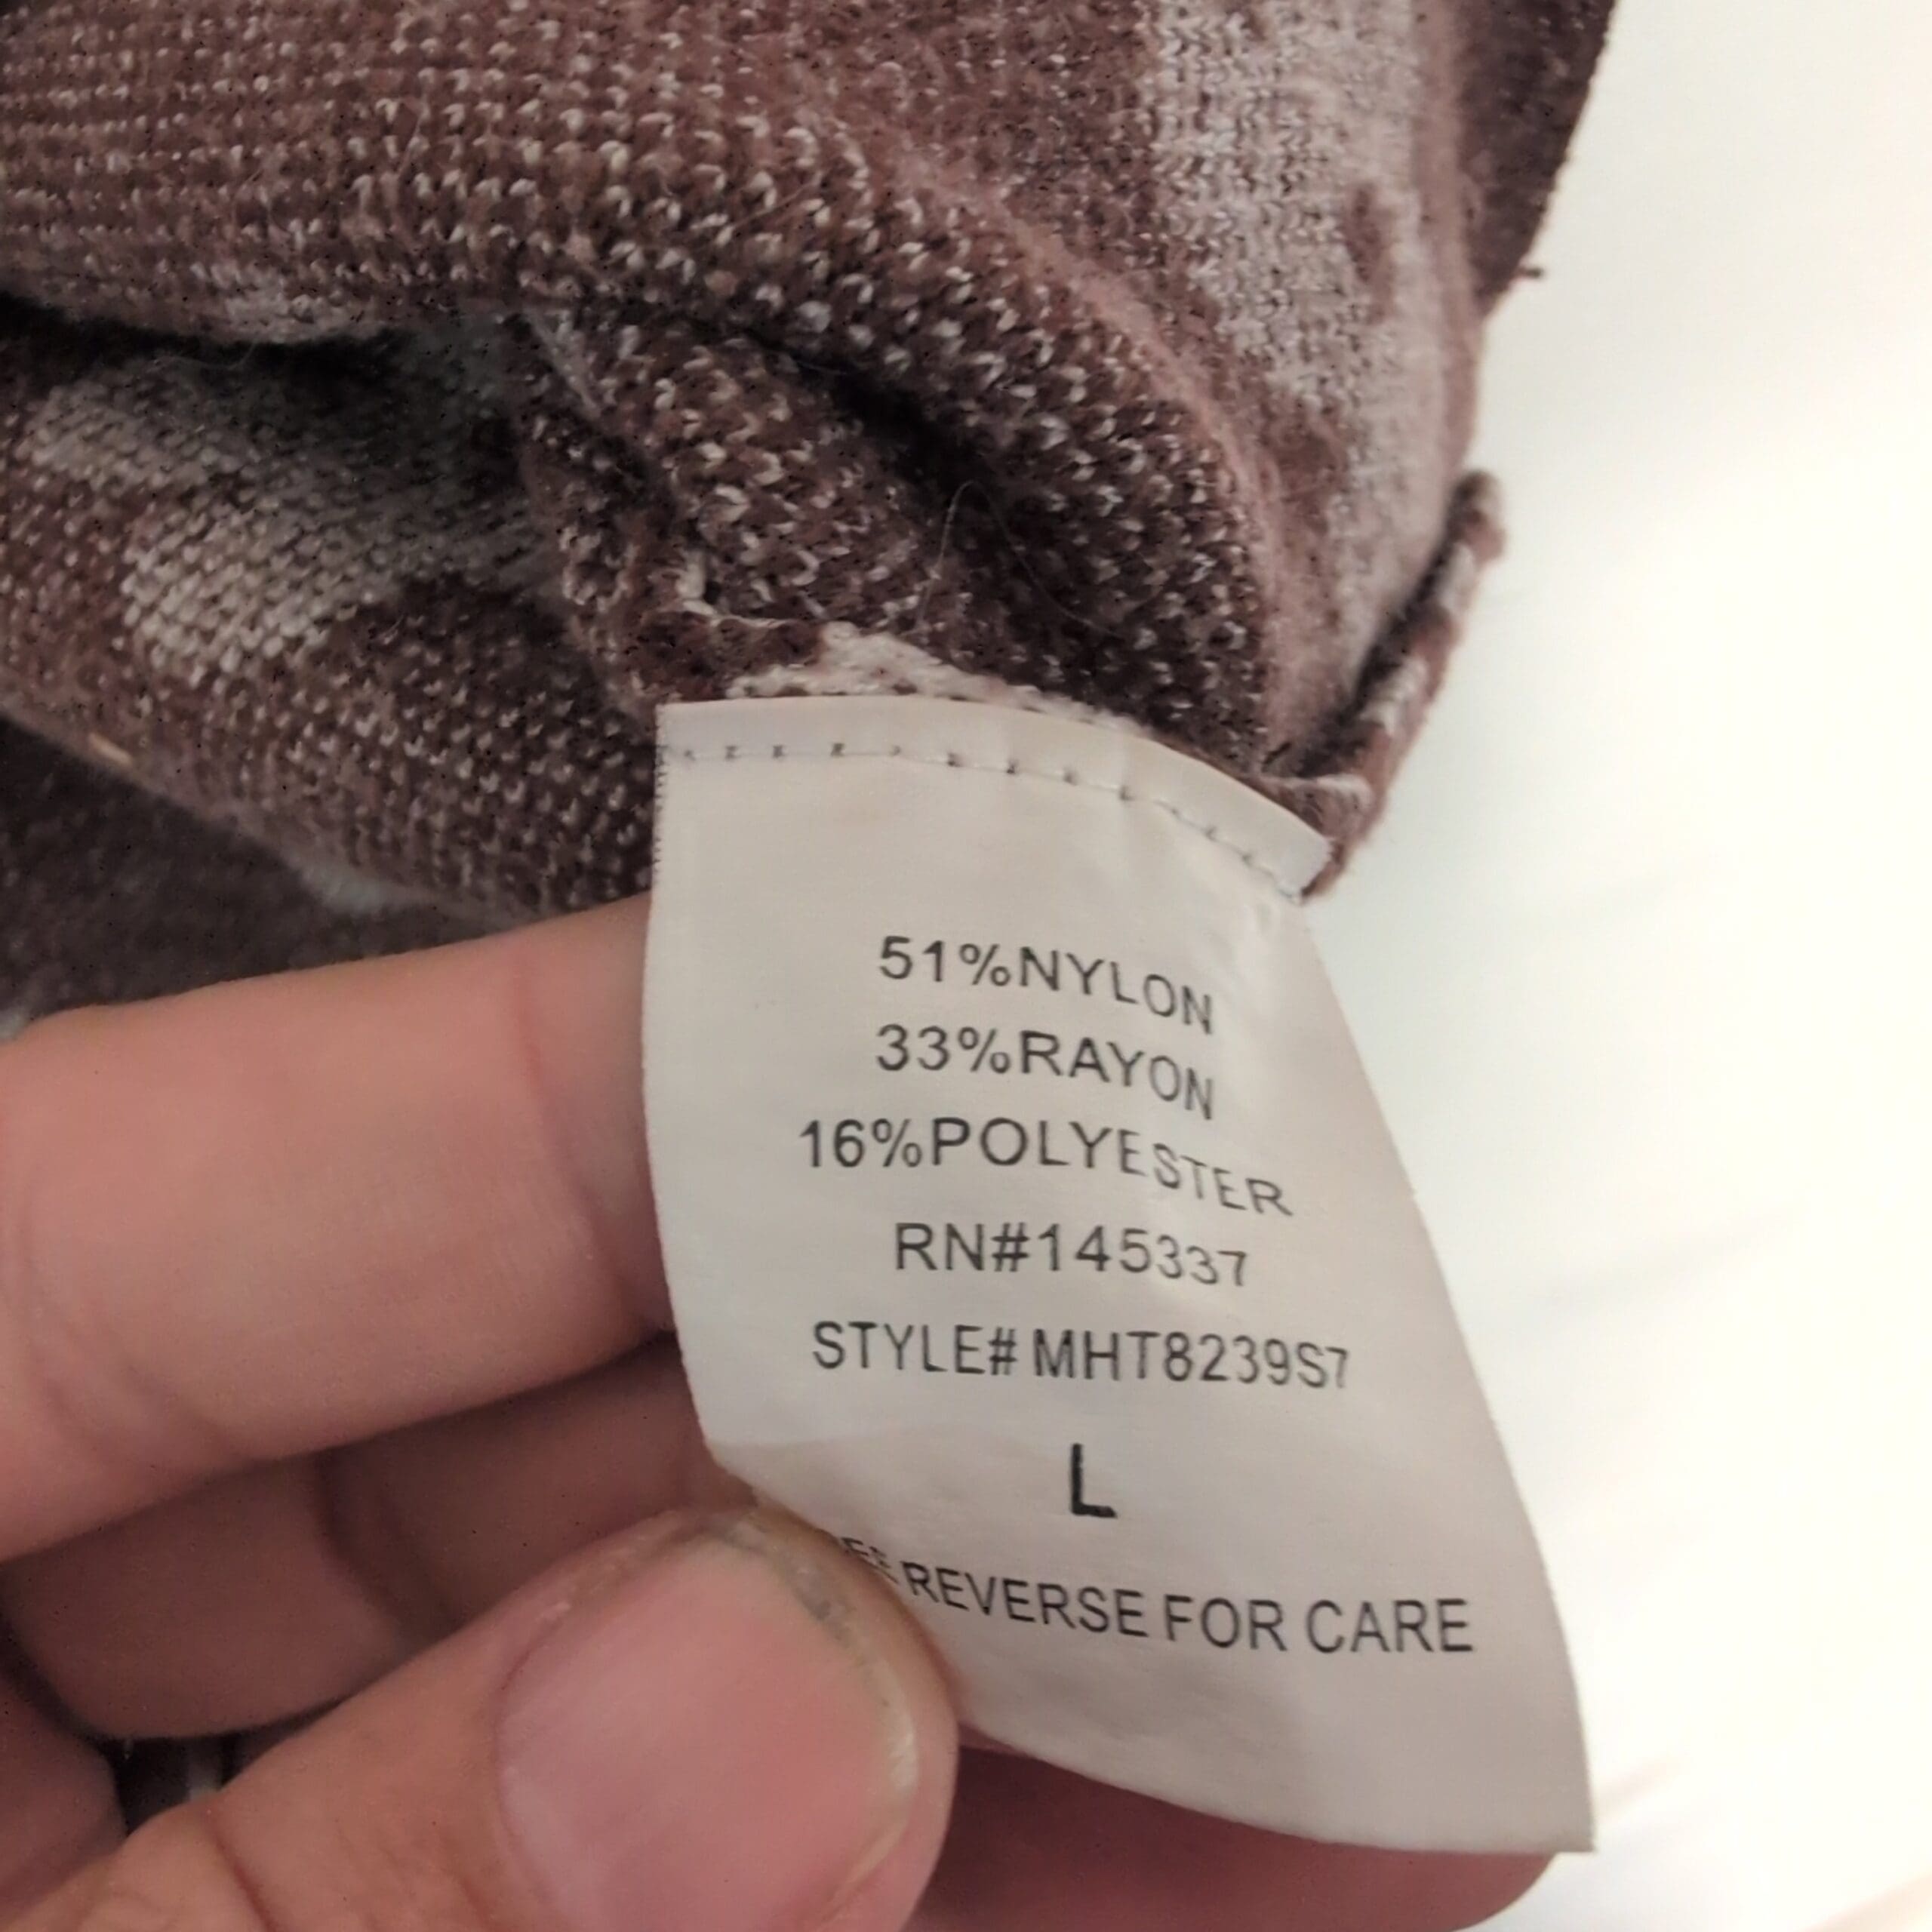 51%NYLON
33%RAYON
16%POLYESTER
RN#145337
STYLE# MHT8239S7
L
REVERSE FOR CARE